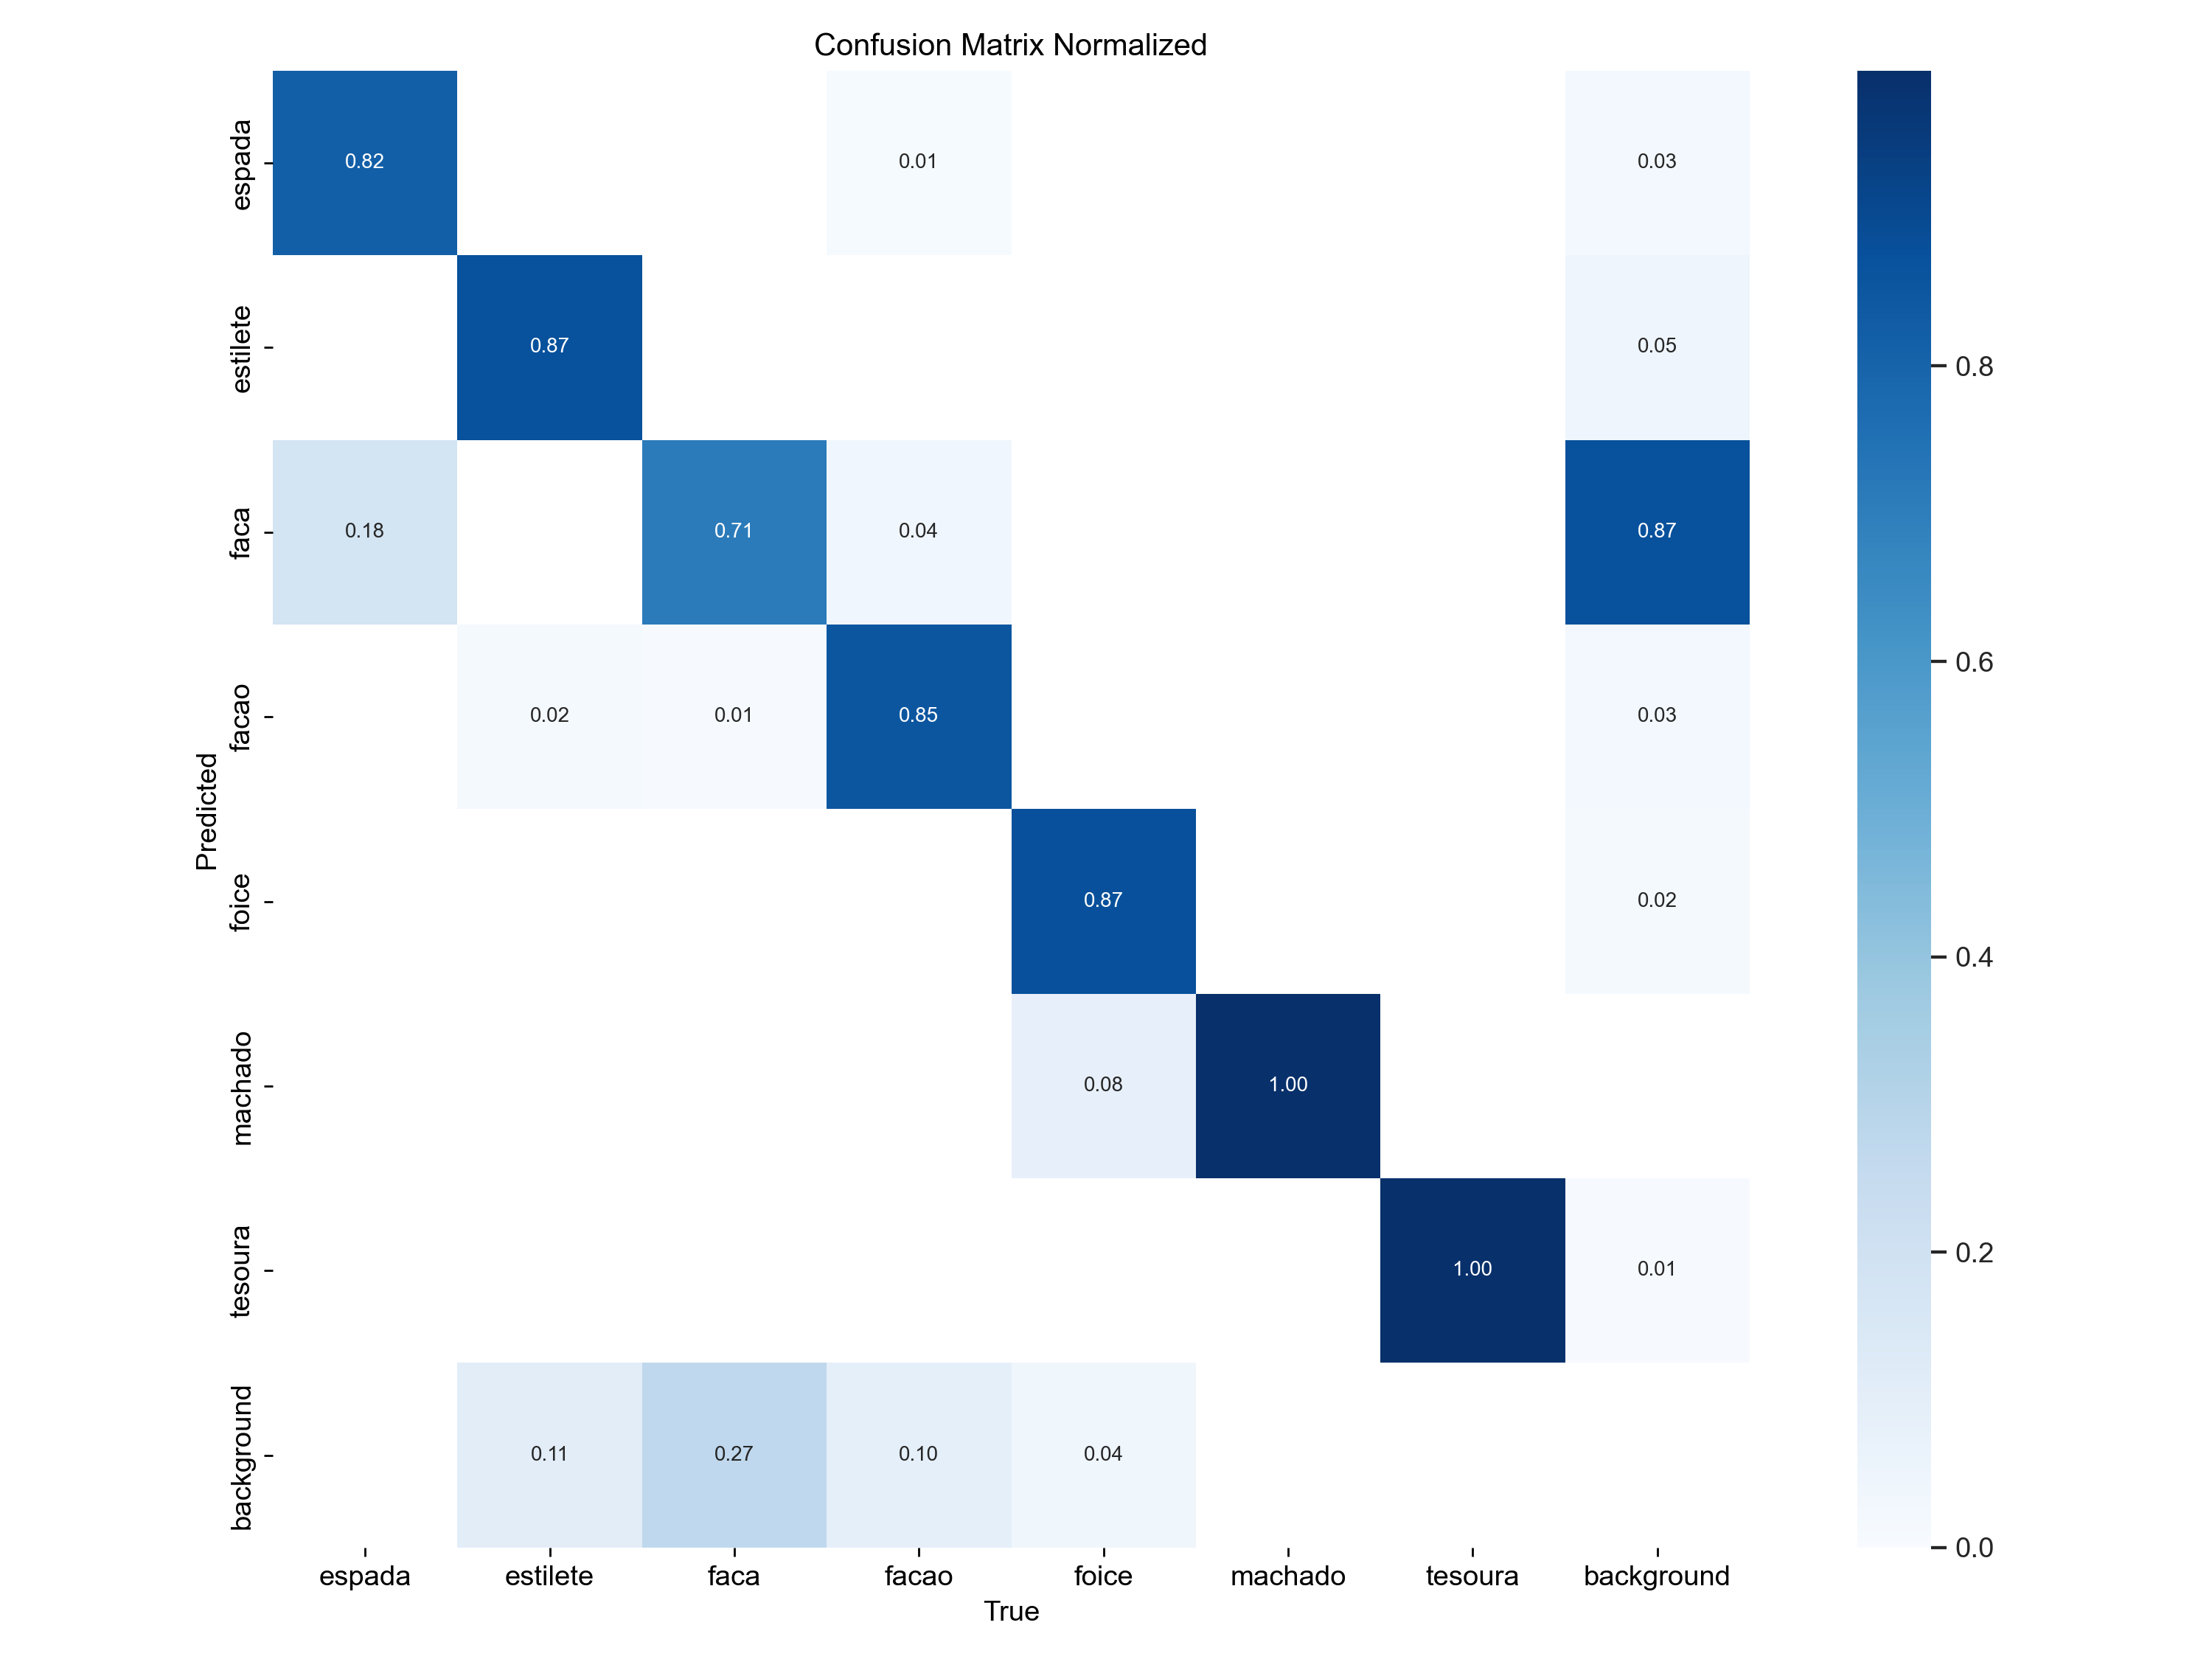 Confusion Matrix Normalized
espada 0.82 0.01 0.03
estilete 0.87 0.05
faca 0.18 0.71 0.04 0.87
facao 0.02 0.01 0.85 0.03
foice 0.87 0.02
machado 0.08 1.00
tesoura 1.00 0.01
background 0.11 0.27 0.10 0.04
Predicted
espada estilete faca facao foice machado tesoura background
True
0.8
0.6
0.4
0.2
0.0